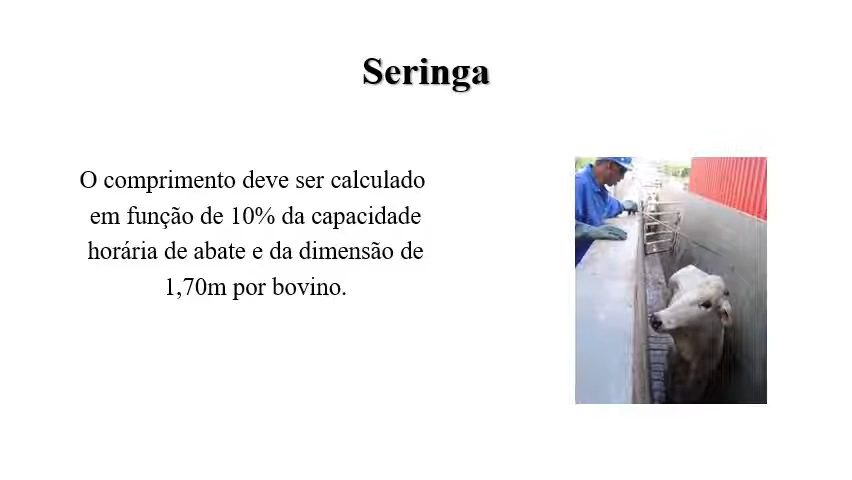 Seringa
O comprimento deve ser calculado
em função de 10% da capacidade
horária de abate e da dimensão de
1,70m por bovino.